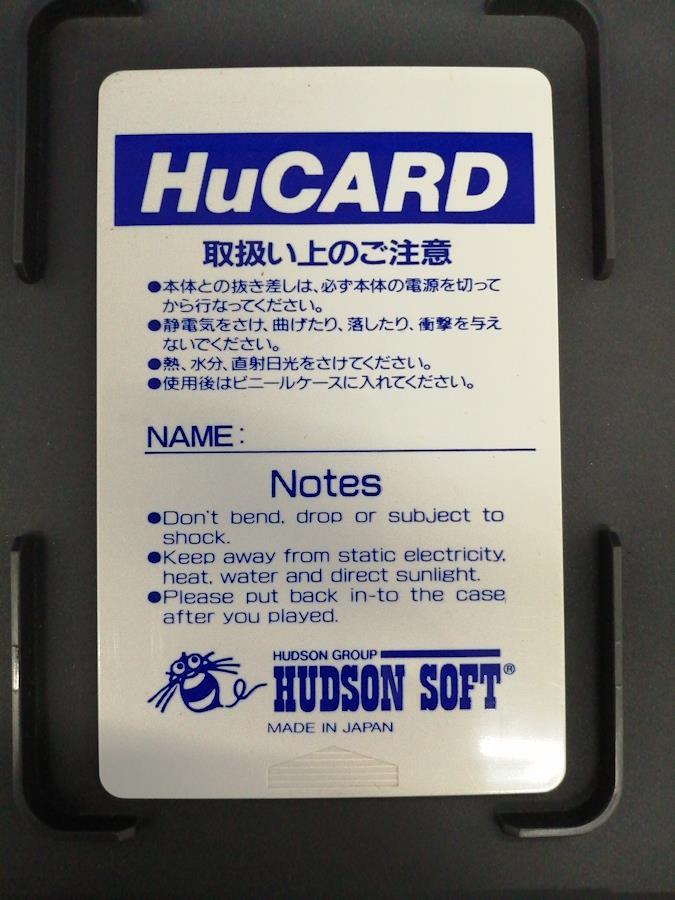 HuCARD
取扱い上のご注意
●本体との抜き差しは、必ず本体の電源を切って
から行なってください。
●静電気をさけ、曲げたり、落したり、衝撃を与え
ないでください。
●熱、水分、直射日光をさけてください。
●使用後はビニールケースに入れてください。
NAME:
Notes
●Don't bend, drop or subject to
shock.
●Keep away from static electricity,
heat, water and direct sunlight.
●Please put back in-to the case
after you played.
HUDSON GROUP
HUDSON SOFT®
MADE IN JAPAN